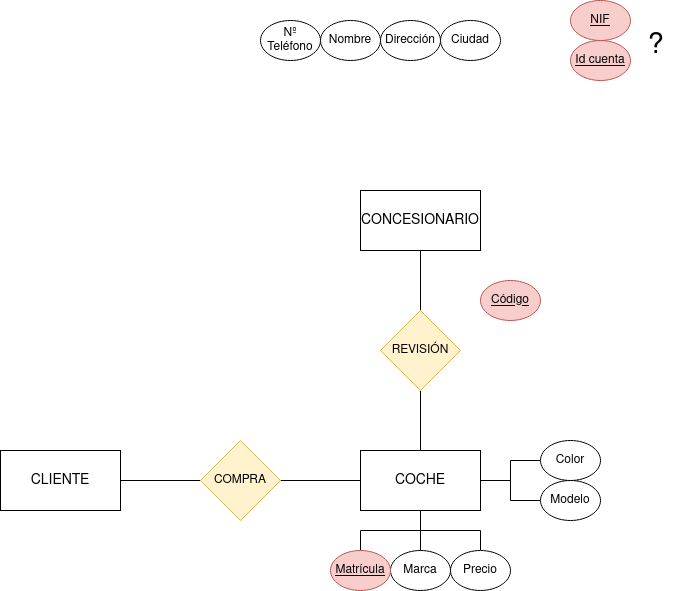 NIF
Nº
Teléfono
Nombre
Dirección
Ciudad
?
Id cuenta
CONCESIONARIO
Código
REVISIÓN
Color
CLIENTE
COMPRA
COCHE
Modelo
Matrícula
Marca
Precio